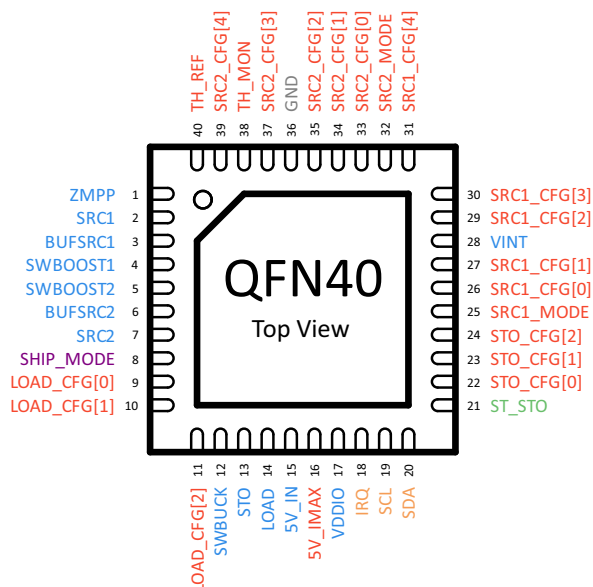 TH_REF
SRC2_CFG[4]
TH_MON
SRC2_CFG[3]
GND
SRC2_CFG[2]
SRC2_CFG[1]
SRC2_CFG[0]
SRC2_MODE
SRC1_CFG[4]
40
39
38
37
36
35
34
33
32
31
ZMPP 1
SRC1 2
BUFSRC1 3
SWBOOST1 4
SWBOOST2 5
BUFSRC2 6
SRC2 7
SHIP_MODE 8
LOAD_CFG[0] 9
LOAD_CFG[1] 10
QFN40
Top View
30 SRC1_CFG[3]
29 SRC1_CFG[2]
28 VINT
27 SRC1_CFG[1]
26 SRC1_CFG[0]
25 SRC1_MODE
24 STO_CFG[2]
23 STO_CFG[1]
22 STO_CFG[0]
21 ST_STO
11
12
13
14
15
16
17
18
19
20
LOAD_CFG[2]
SWBUCK
STO
LOAD
5V_IN
5V_IMAX
VDDIO
IRQ
SCL
SDA